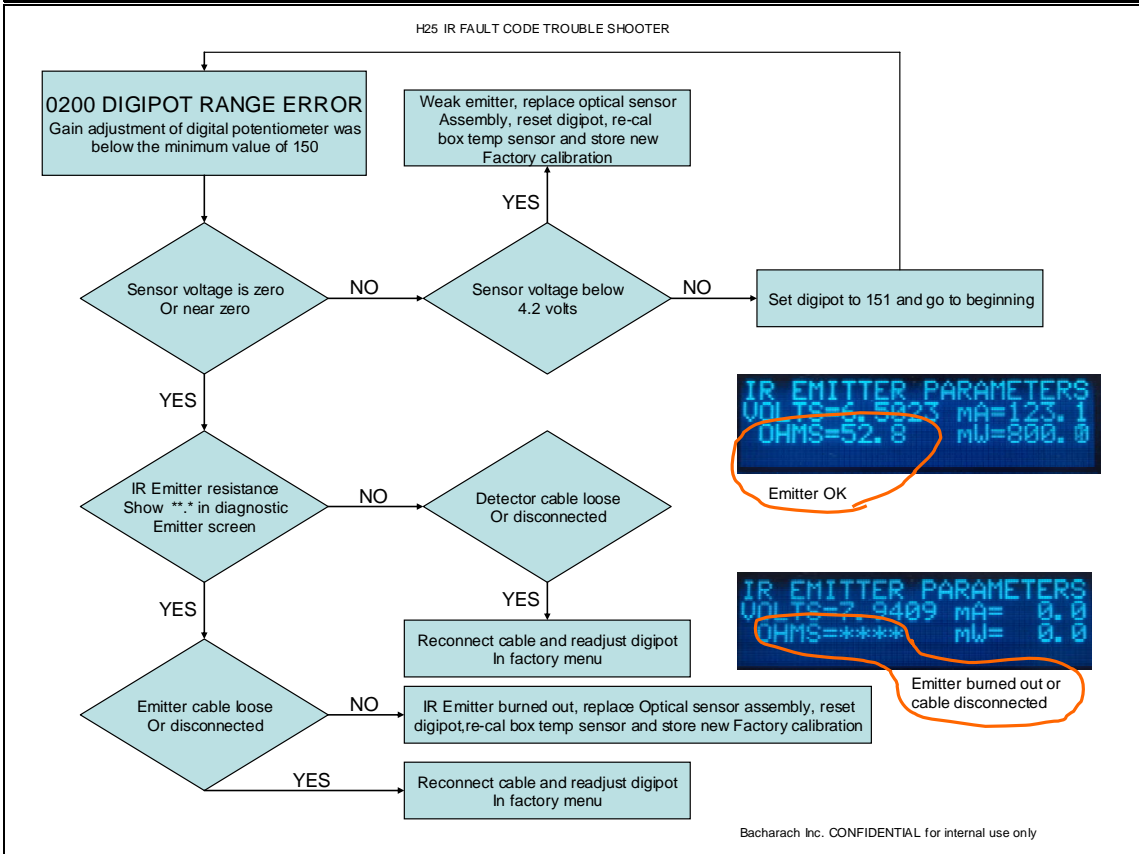 H25 IR FAULT CODE TROUBLE SHOOTER
0200 DIGIPOT RANGE ERROR
Gain adjustment of digital potentiometer was
below the minimum value of 150
Weak emitter, replace optical sensor
Assembly, reset digipot, re-cal
box temp sensor and store new
Factory calibration
YES
Sensor voltage is zero
Or near zero
NO
Sensor voltage below
4.2 volts
NO
Set digipot to 151 and go to beginning
YES
IR EMITTER PARAMETERS
VOLTS=6.5023 mA=123.1
OHMS=52.8 mW=800.0
Emitter OK
IR Emitter resistance
Show **.* in diagnostic
Emitter screen
NO
Detector cable loose
Or disconnected
YES
YES
Reconnect cable and readjust digipot
In factory menu
IR EMITTER PARAMETERS
VOLTS=7.9409 mA= 0.0
OHMS=**** mW= 0.0
Emitter burned out or
cable disconnected
Emitter cable loose
Or disconnected
NO
IR Emitter burned out, replace Optical sensor assembly, reset
digipot,re-cal box temp sensor and store new Factory calibration
YES
Reconnect cable and readjust digipot
In factory menu
Bacharach Inc. CONFIDENTIAL for internal use only